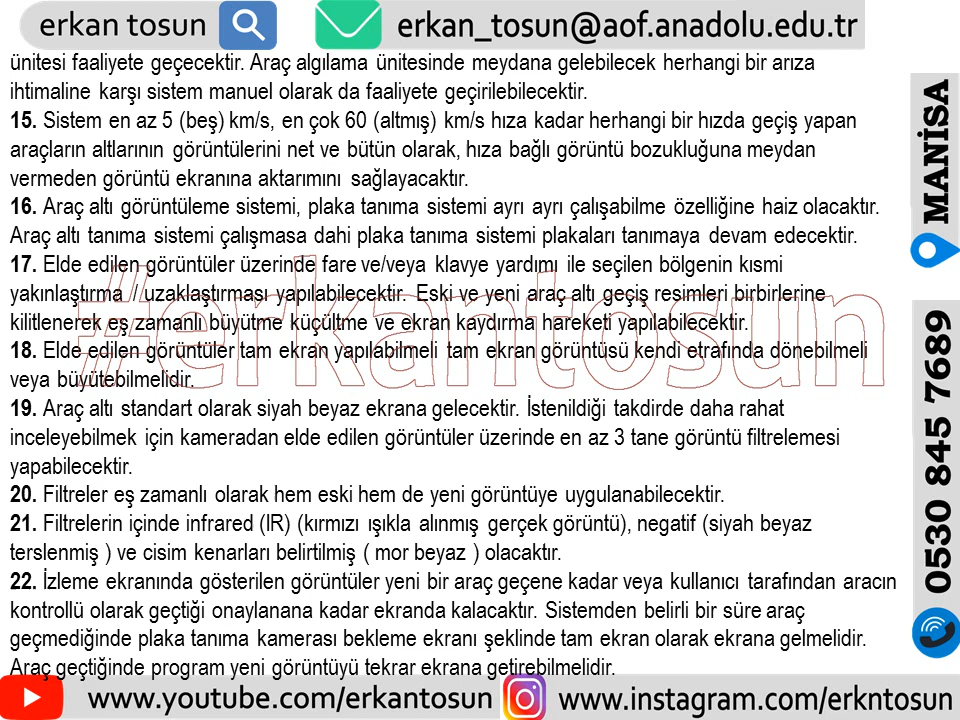 erkan tosun
erkan_tosun@aof.anadolu.edu.tr
ünitesi faaliyete geçecektir. Araç algılama ünitesinde meydana gelebilecek herhangi bir arıza
ihtimaline karşı sistem manuel olarak da faaliyete geçirilebilecektir.
15. Sistem en az 5 (beş) km/s, en çok 60 (altmış) km/s hıza kadar herhangi bir hızda geçiş yapan
araçların altlarının görüntülerini net ve bütün olarak, hıza bağlı görüntü bozukluğuna meydan
vermeden görüntü ekranına aktarımını sağlayacaktır.
16. Araç altı görüntüleme sistemi, plaka tanıma sistemi ayrı ayrı çalışabilme özelliğine haiz olacaktır.
Araç altı tanıma sistemi çalışmasa dahi plaka tanıma sistemi plakaları tanımaya devam edecektir.
17. Elde edilen görüntüler üzerinde fare ve/veya klavye yardımı ile seçilen bölgenin kısmi
yakınlaştırma / uzaklaştırması yapılabilecektir. Eski ve yeni araç altı geçiş resimleri birbirlerine
kilitlenerek eş zamanlı büyütme küçültme ve ekran kaydırma hareketi yapılabilecektir.
18. Elde edilen görüntüler tam ekran yapılabilmeli tam ekran görüntüsü kendi etrafında dönebilmeli
veya büyütebilmelidir.
19. Araç altı standart olarak siyah beyaz ekrana gelecektir. İstenildiği takdirde daha rahat
inceleyebilmek için kameradan elde edilen görüntüler üzerinde en az 3 tane görüntü filtrelemesi
yapabilecektir.
20. Filtreler eş zamanlı olarak hem eski hem de yeni görüntüye uygulanabilecektir.
21. Filtrelerin içinde infrared (IR) (kırmızı ışıkla alınmış gerçek görüntü), negatif (siyah beyaz
terslenmiş ) ve cisim kenarları belirtilmiş ( mor beyaz ) olacaktır.
22. İzleme ekranında gösterilen görüntüler yeni bir araç geçene kadar veya kullanıcı tarafından aracın
kontrollü olarak geçtiği onaylanana kadar ekranda kalacaktır. Sistemden belirli bir süre araç
geçmediğinde plaka tanıma kamerası bekleme ekranı şeklinde tam ekran olarak ekrana gelmelidir.
Araç geçtiğinde program yeni görüntüyü tekrar ekrana getirebilmelidir.
#erkantosun
MANİSA
0530 845 7689
www.youtube.com/erkantosun
www.instagram.com/erkntosun